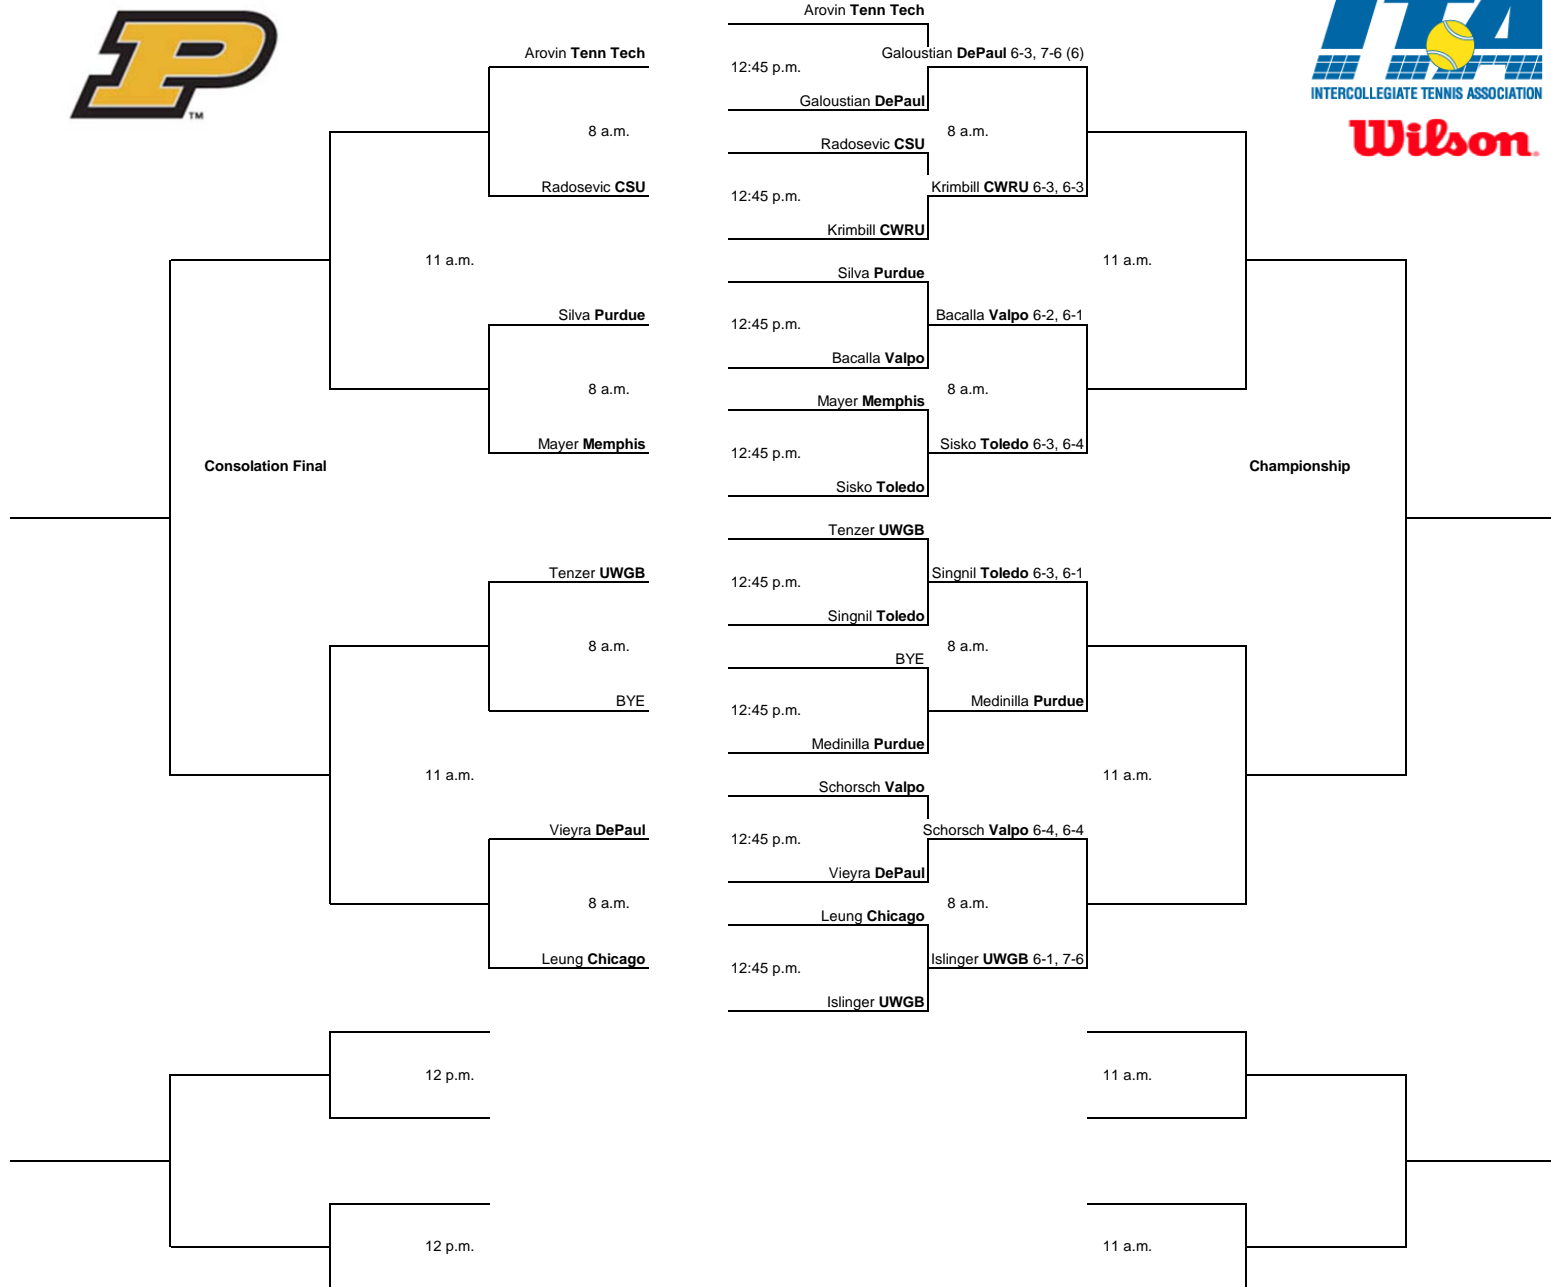 Arovin Tenn Tech
Arovin Tenn Tech
Galoustian DePaul 6-3, 7-6 (6)
12:45 p.m.
INTERCOLLEGIATE TENNIS ASSOCIATION
ITA
Galoustian DePaul
TM
8 a.m.
8 a.m.
Radosevic CSU
Wilson.
Radosevic CSU
Krimbill CWRU 6-3, 6-3
12:45 p.m.
Krimbill CWRU
11 a.m.
11 a.m.
Silva Purdue
Silva Purdue
Bacalla Valpo 6-2, 6-1
12:45 p.m.
Bacalla Valpo
8 a.m.
8 a.m.
Mayer Memphis
Mayer Memphis
Sisko Toledo 6-3, 6-4
12:45 p.m.
Consolation Final
Championship
Sisko Toledo
Tenzer UWGB
Tenzer UWGB
Singnil Toledo 6-3, 6-1
12:45 p.m.
Singnil Toledo
8 a.m.
8 a.m.
BYE
BYE
Medinilla Purdue
12:45 p.m.
Medinilla Purdue
11 a.m.
11 a.m.
Schorsch Valpo
Vieyra DePaul
Schorsch Valpo 6-4, 6-4
12:45 p.m.
Vieyra DePaul
8 a.m.
8 a.m.
Leung Chicago
Leung Chicago
Islinger UWGB 6-1, 7-6
12:45 p.m.
Islinger UWGB
12 p.m.
11 a.m.
12 p.m.
11 a.m.
P